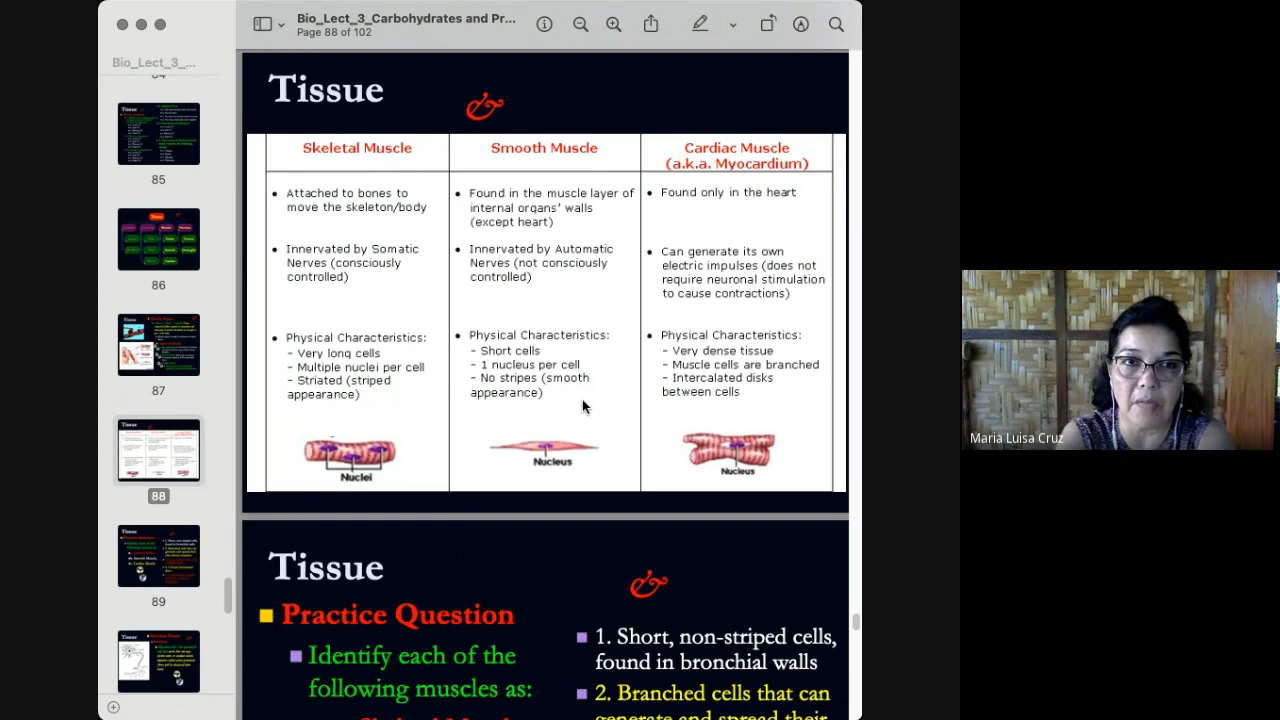 Bio_Lect_3_Carbohydrates and Pr...
Page 88 of 102
Bio_Lect_3_...
84
85
86
87
88
89
Tissue
Skeletal Muscle
Smooth Muscle
Cardiac Muscle
(a.k.a. Myocardium)
• Attached to bones to
move the skeleton/body
• Innervated by Somatic
Nerves (consciously
controlled)
• Physical Characteristics:
- Very long cells
- Multiple nuclei per cell
- Striated (striped
appearance)
Nuclei
• Found in the muscle layer of
internal organs' walls
(except heart)
• Innervated by Automatic
Nerves (not consciously
controlled)
• Physical Characteristics:
- Short cells
- 1 nucleus per cell
- No stripes (smooth
appearance)
Nucleus
• Found only in the heart
• Can generate its own
electric impulses (does not
require neuronal stimulation
to cause contractions)
• Physical Characteristics:
- Very dense tissue
- Muscle cells are branched
- Intercalated disks
between cells
Nucleus
Tissue
Practice Question
Identify each of the
following muscles as:
1. Short, non-striped cells,
found in bronchial walls
2. Branched cells that can
generate and spread their
Maria Luisa Cruz